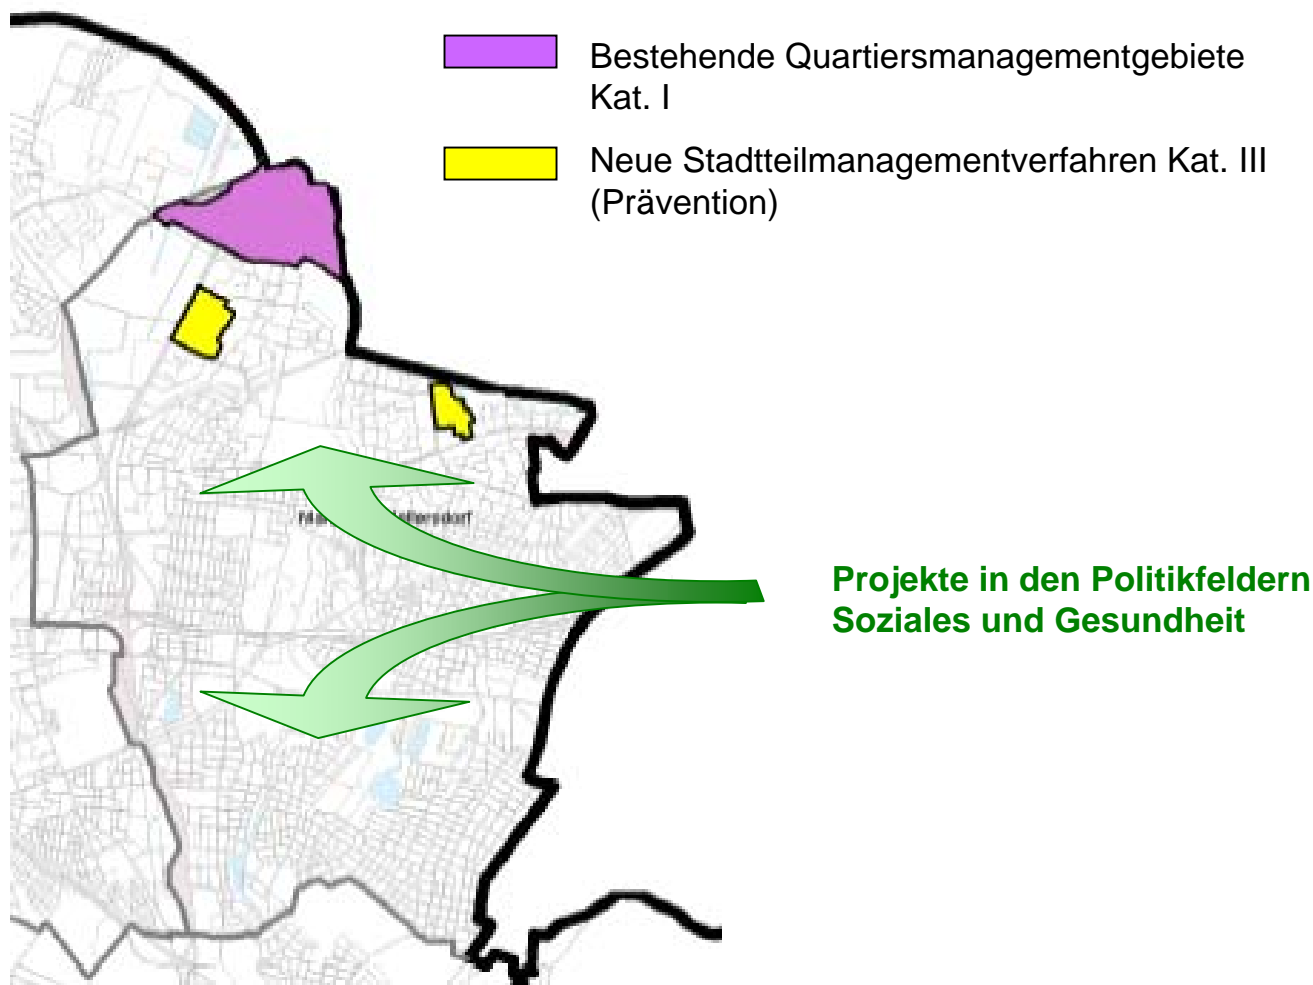 Bestehende Quartiersmanagementgebiete
Kat. I
Neue Stadtteilmanagementverfahren Kat. III
(Prävention)
Projekte in den Politikfeldern
Soziales und Gesundheit